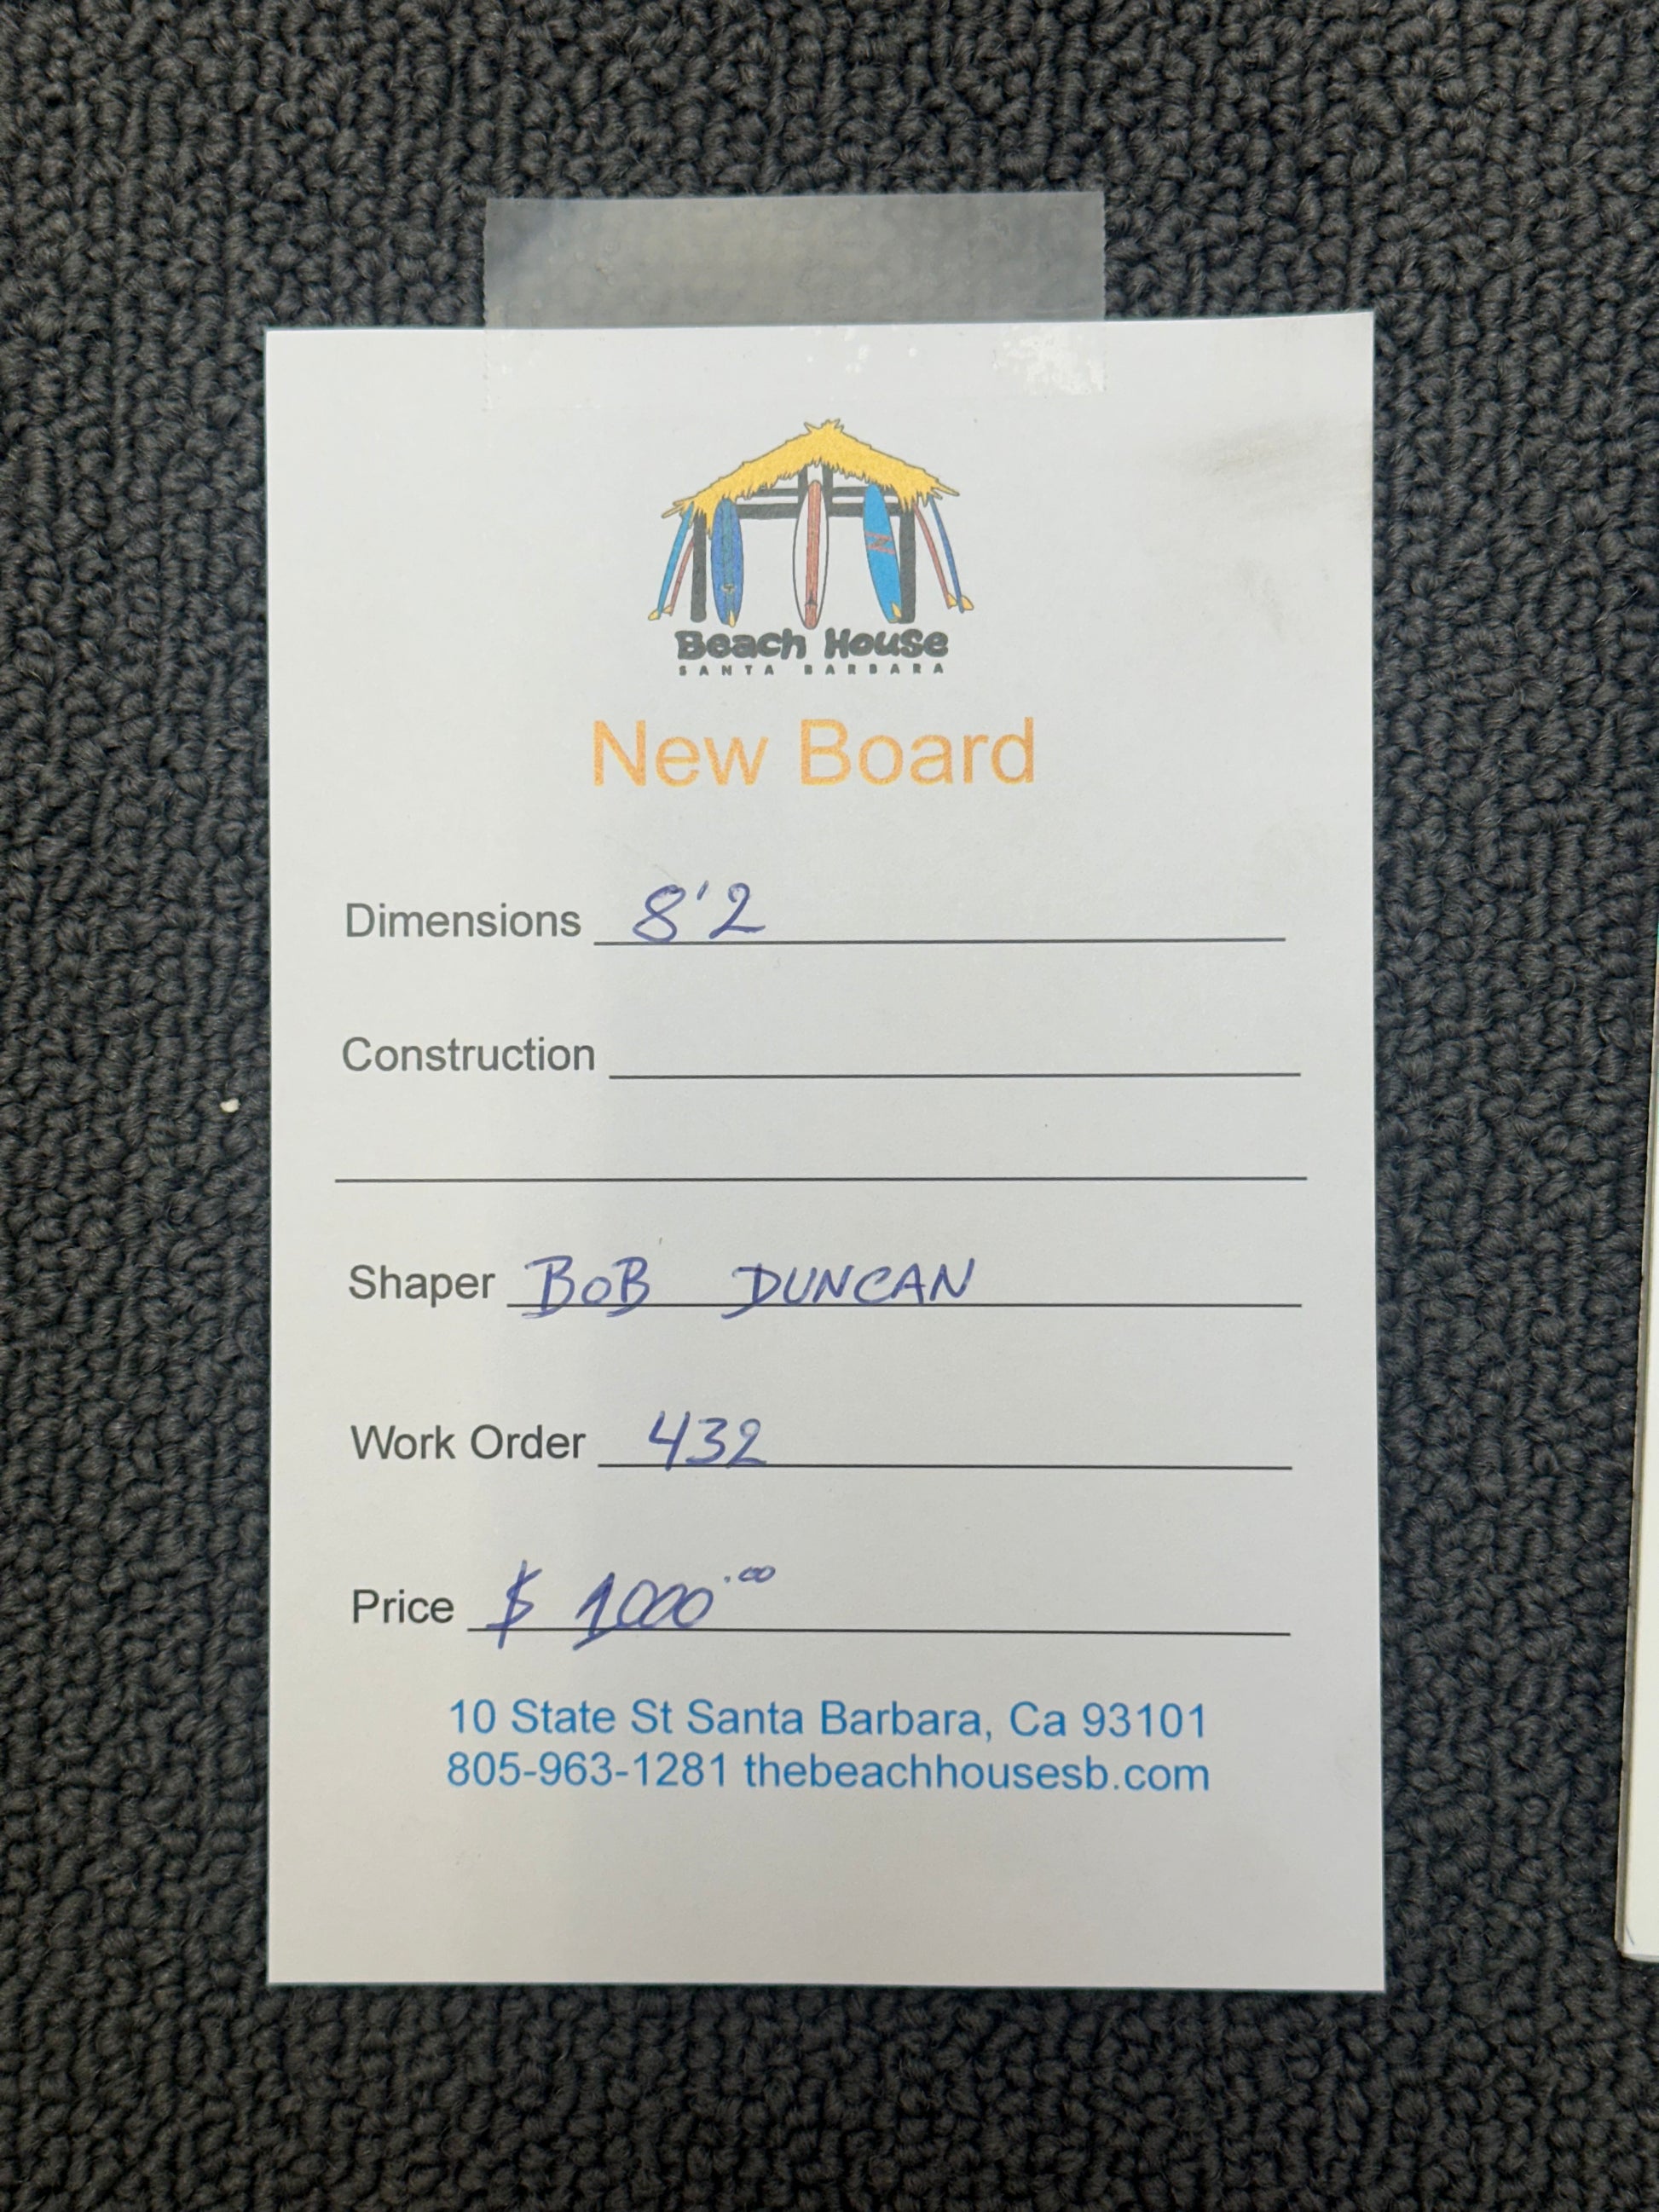 Beach House
SANTA BARBARA
New Board
Dimensions 8'2
Construction
Shaper BOB DUNCAN
Work Order 432
Price $ 1000.00
10 State St Santa Barbara, Ca 93101
805-963-1281 thebeachhousesb.com